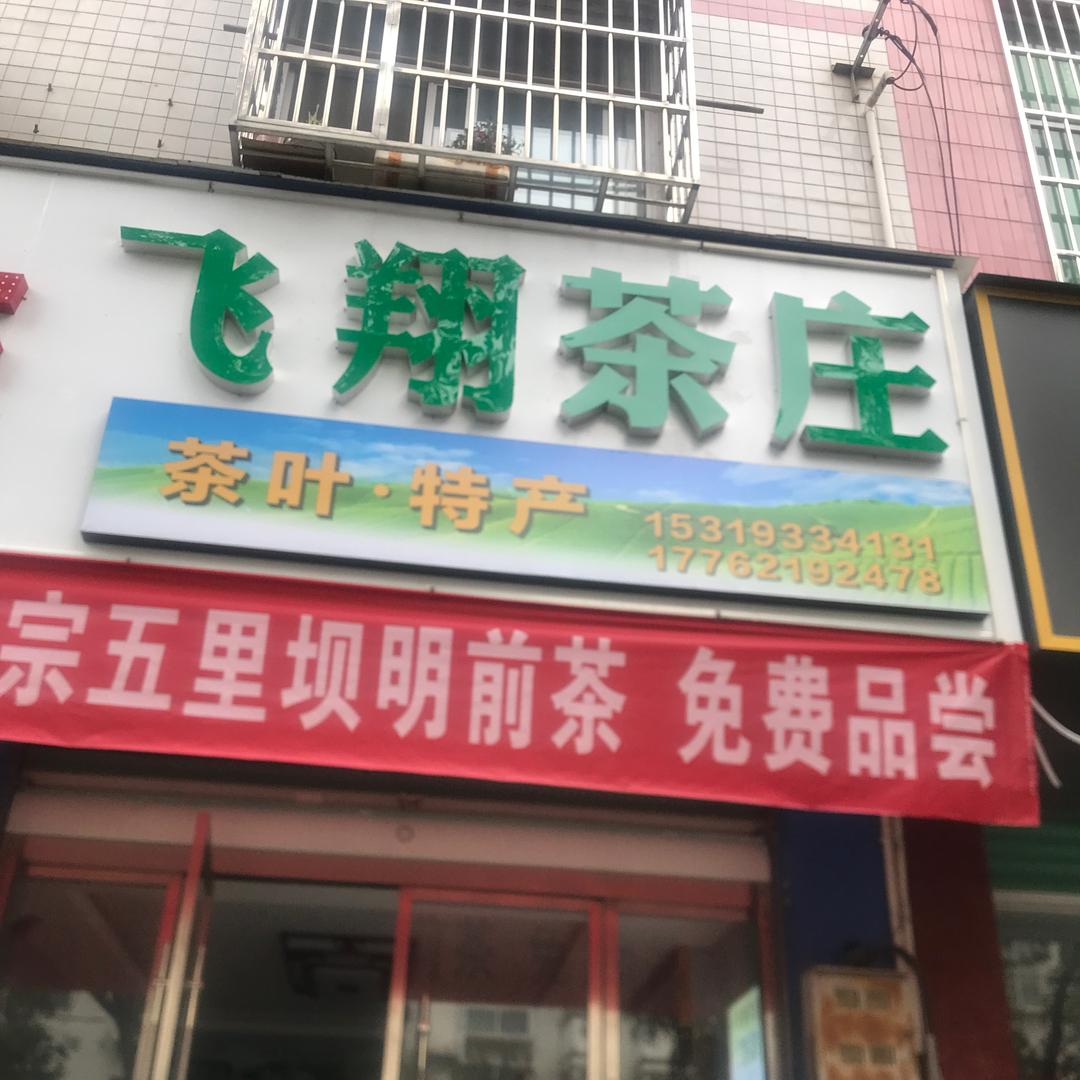 飞翔茶庄
茶叶·特产
15319334131
17762192478
宗五里坝明前茶 免费品尝